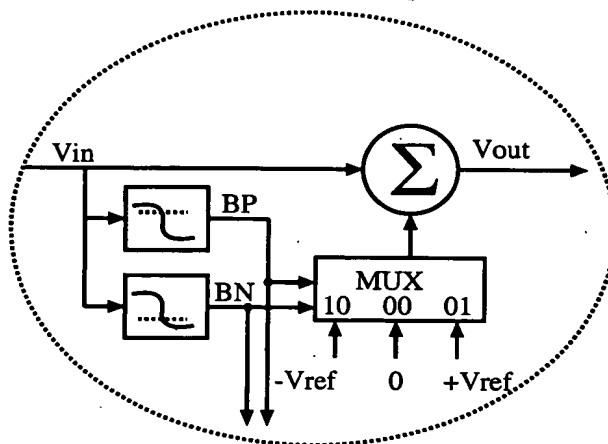 Vin
Σ
Vout
BP
BN
MUX
10 00 01
-Vref 0 +Vref